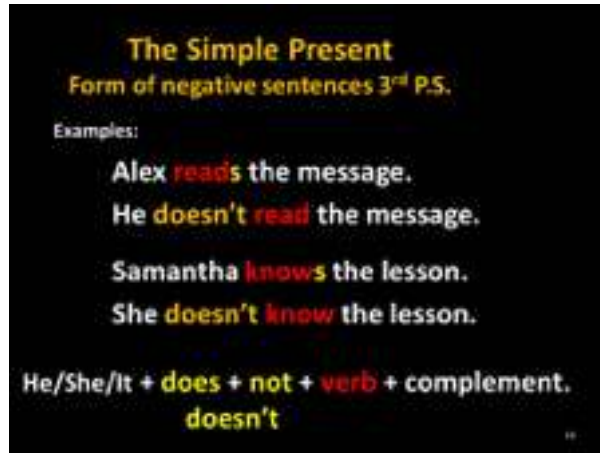 The Simple Present
Form of negative sentences 3rd P.S.
Examples:
Alex reads the message.
He doesn't read the message.
Samantha knows the lesson.
She doesn't know the lesson.
He/She/It + does + not + verb + complement.
doesn't